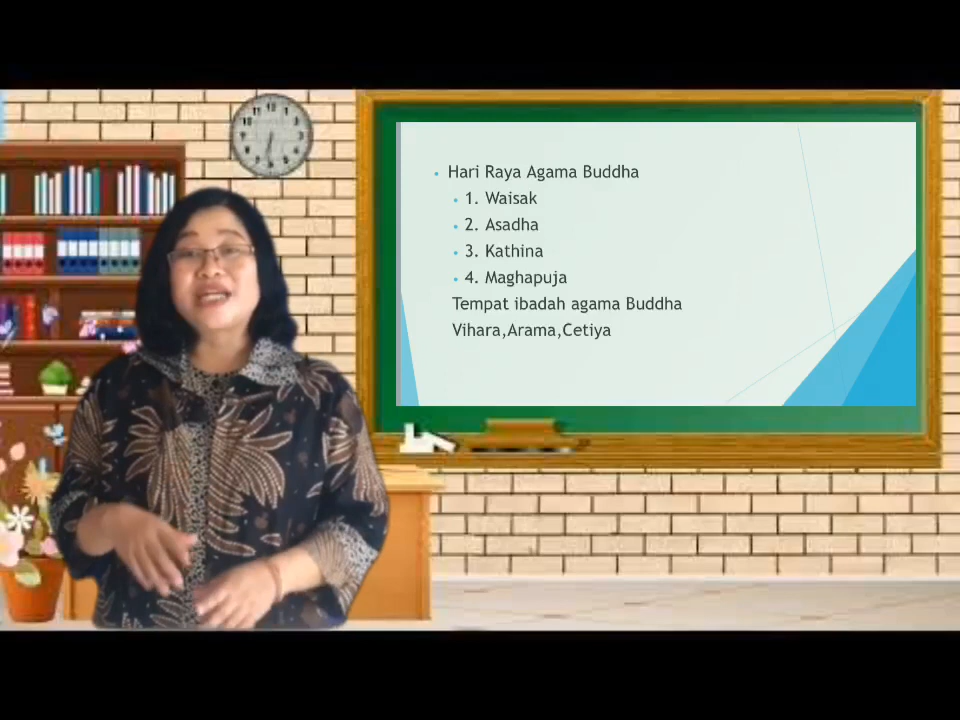 Hari Raya Agama Buddha
1. Waisak
2. Asadha
3. Kathina
4. Maghapuja
Tempat ibadah agama Buddha
Vihara,Arama,Cetiya